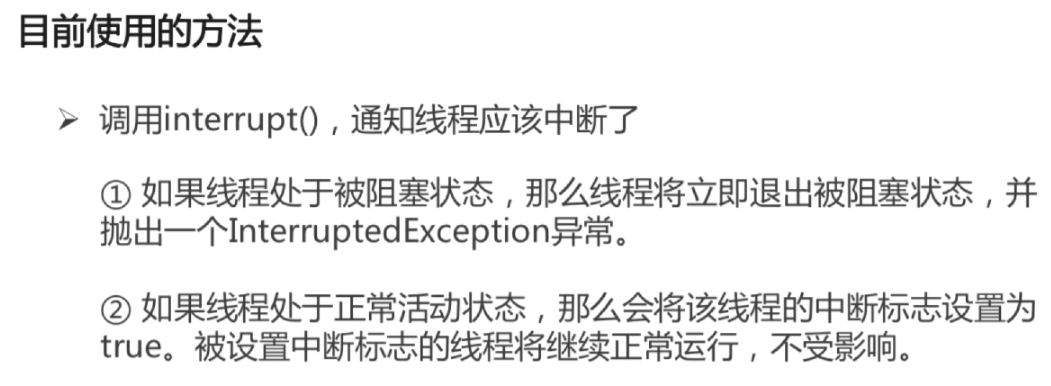 目前使用的方法
➢ 调用interrupt()，通知线程应该中断了
① 如果线程处于被阻塞状态，那么线程将立即退出被阻塞状态，并
抛出一个InterruptedException异常。
② 如果线程处于正常活动状态，那么会将该线程的中断标志设置为
true。被设置中断标志的线程将继续正常运行，不受影响。